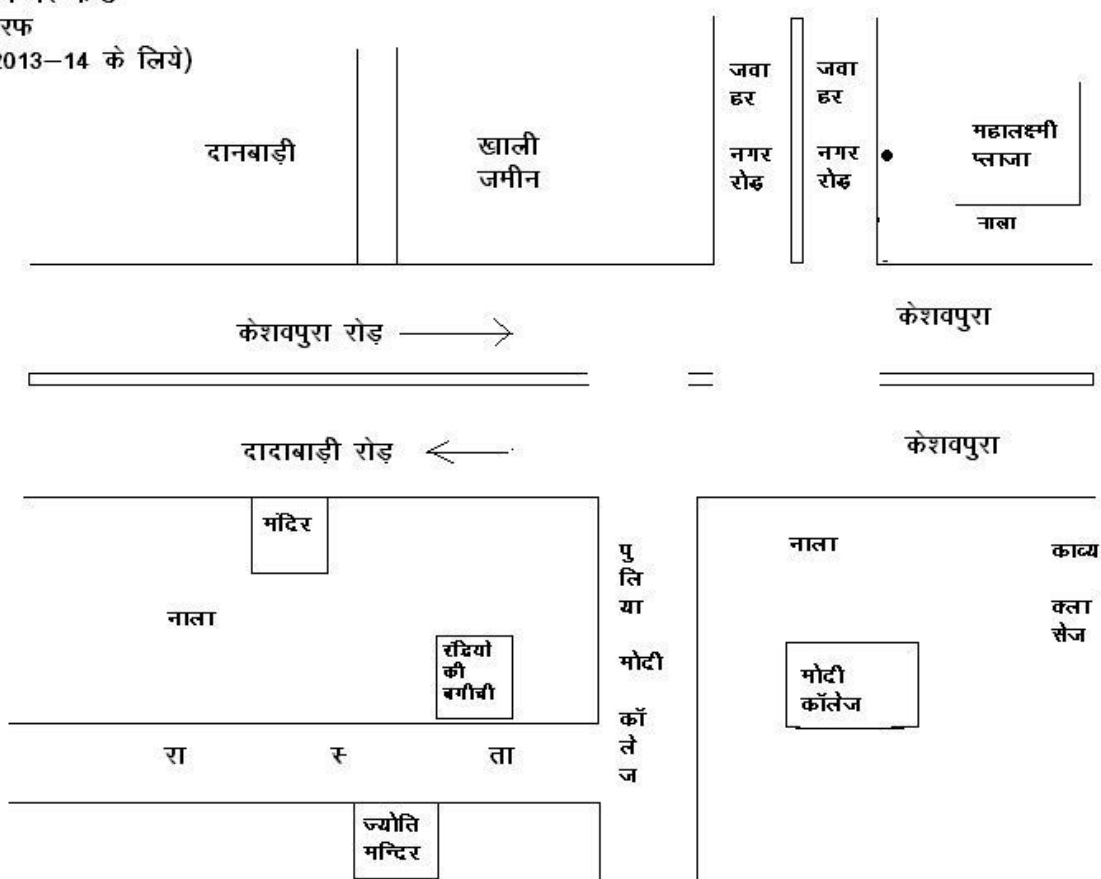 रफ
2013–14 के लिये)
दानबाड़ी
खाली
जमीन
जवा
हर
नगर
रोढ
जवा
हर
नगर
रोढ
महालक्ष्मी
प्लाजा
नाला
केशवपुरा रोड़
केशवपुरा
दादाबाड़ी रोड़
केशवपुरा
मंदिर
नाला
की
बगीची
पु
लि
या
मोदी
कॉ
ले
ज
नाला
मोदी
कॉलेज
काव्य
क्ला
सेज
रा स्ता
ज्योति
मन्दिर